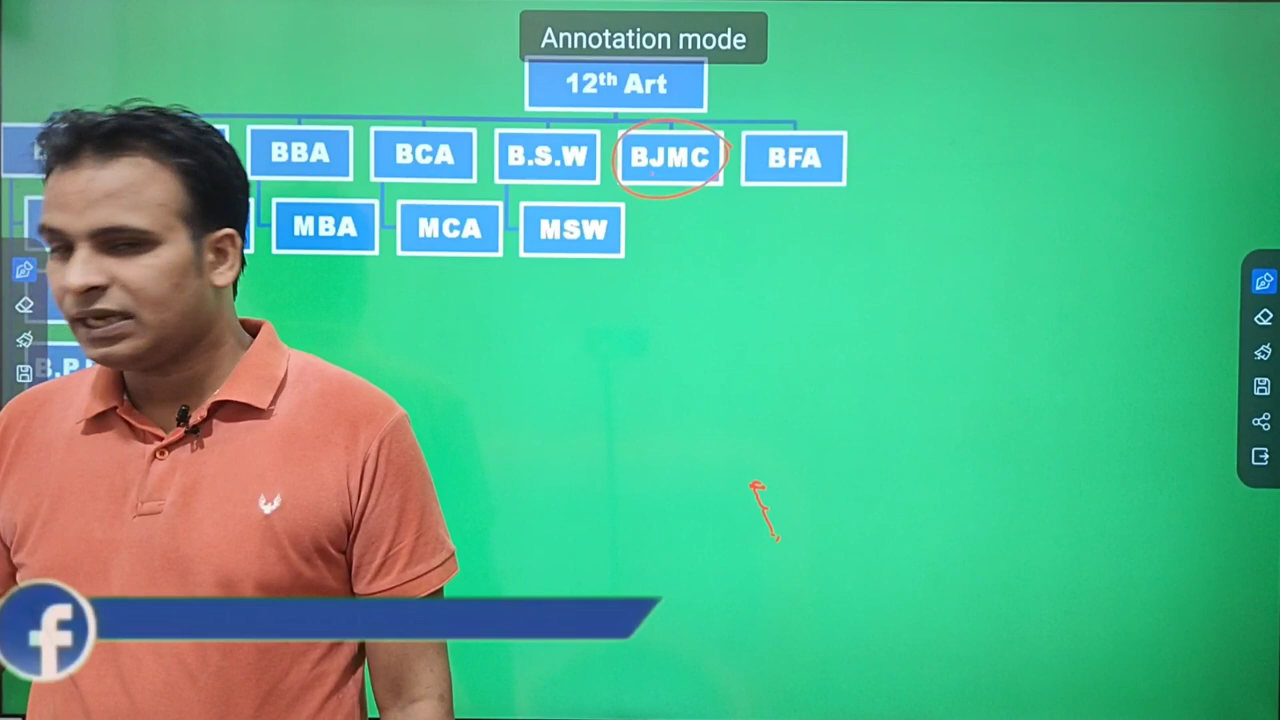 Annotation mode
12th Art
BBA
BCA
B.S.W
BJMC
BFA
MBA
MCA
MSW